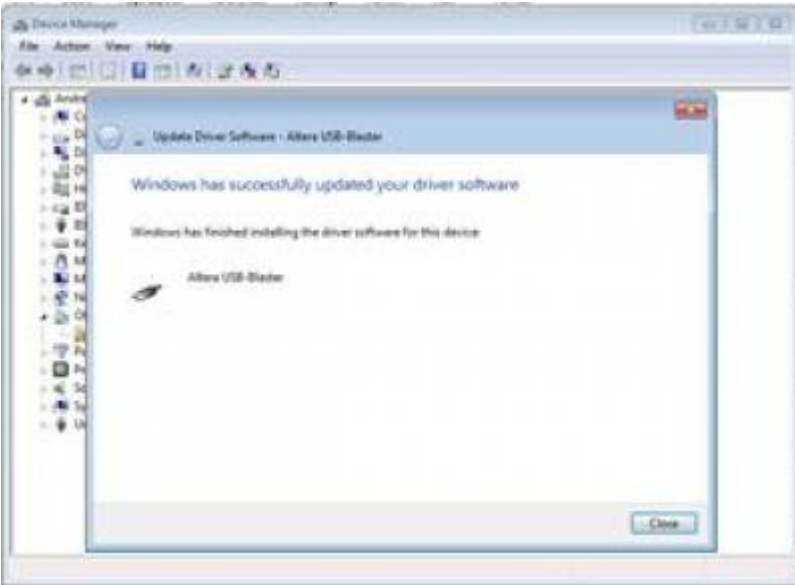 Device Manager
File Action View Help
Update Driver Software - Altera USB-Blaster
Windows has successfully updated your driver software
Windows has finished installing the driver software for this device:
Altera USB-Blaster
Close